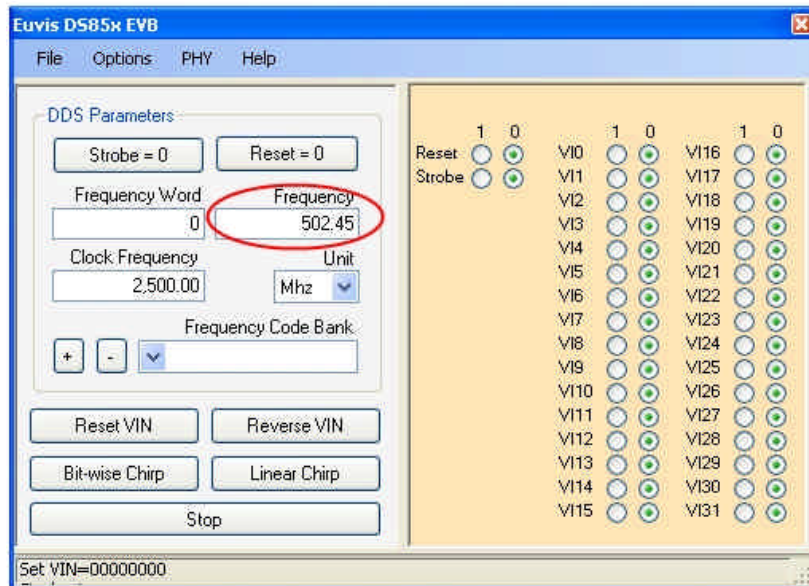 Euvis DS85x EVB
File Options PHY Help
DDS Parameters
Strobe = 0 Reset = 0
Frequency Word Frequency
0 502.45
Clock Frequency Unit
2,500.00 Mhz
Frequency Code Bank
+ -
Reset VIN Reverse VIN
Bit-wise Chirp Linear Chirp
Stop
1 0 1 0 1 0
Reset VI0 VI16
Strobe VI1 VI17
VI2 VI18
VI3 VI19
VI4 VI20
VI5 VI21
VI6 VI22
VI7 VI23
VI8 VI24
VI9 VI25
VI10 VI26
VI11 VI27
VI12 VI28
VI13 VI29
VI14 VI30
VI15 VI31
Set VIN=00000000